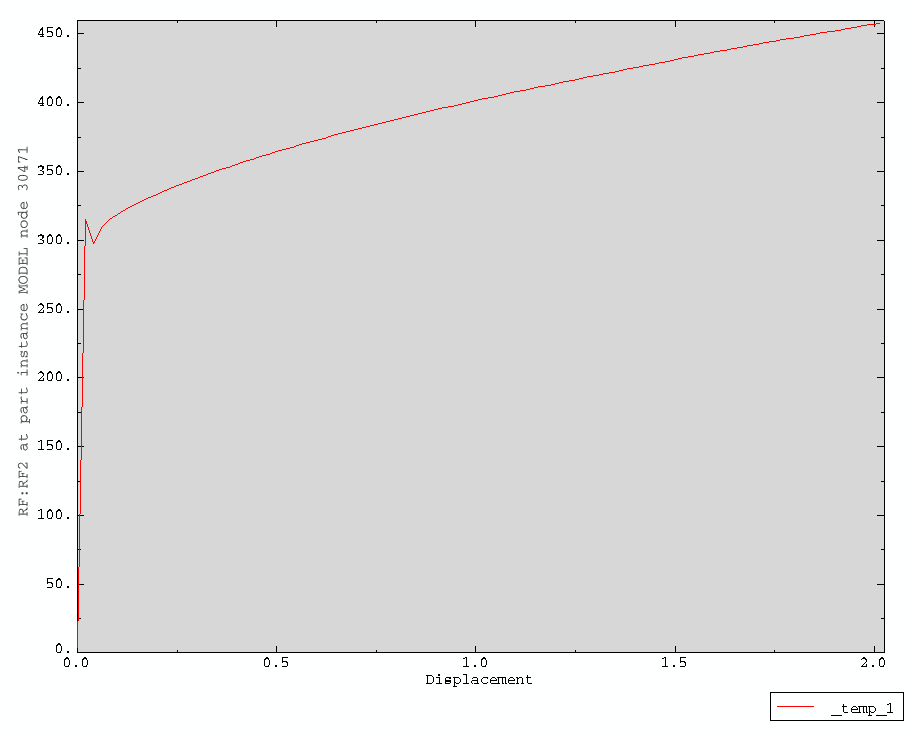 RF:RF2 at part instance MODEL node 30471
450.
400.
350.
300.
250.
200.
150.
100.
50.
0.
0.0 0.5 1.0 1.5 2.0
Displacement
_temp_1